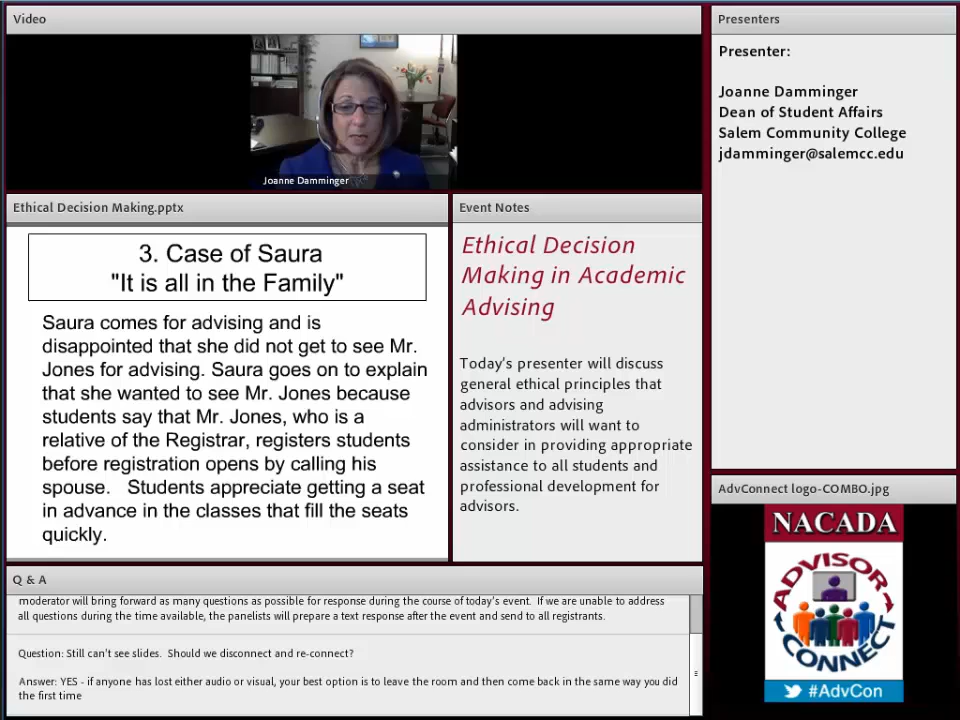 Video
Joanne Damminger
Presenters
Presenter:
Joanne Damminger
Dean of Student Affairs
Salem Community College
jdamminger@salemcc.edu
Ethical Decision Making.pptx
3. Case of Saura
"It is all in the Family"
Saura comes for advising and is
disappointed that she did not get to see Mr.
Jones for advising. Saura goes on to explain
that she wanted to see Mr. Jones because
students say that Mr. Jones, who is a
relative of the Registrar, registers students
before registration opens by calling his
spouse.   Students appreciate getting a seat
in advance in the classes that fill the seats
quickly.
Event Notes
Ethical Decision
Making in Academic
Advising
Today's presenter will discuss
general ethical principles that
advisors and advising
administrators will want to
consider in providing appropriate
assistance to all students and
professional development for
advisors.
AdvConnect logo-COMBO.jpg
NACADA
ADVISOR
CONNECT
#AdvCon
Q & A
moderator will bring forward as many questions as possible for response during the course of today's event.  If we are unable to address
all questions during the time available, the panelists will prepare a text response after the event and send to all registrants.
Question: Still can't see slides.  Should we disconnect and re-connect?
Answer: YES - if anyone has lost either audio or visual, your best option is to leave the room and then come back in the same way you did
the first time